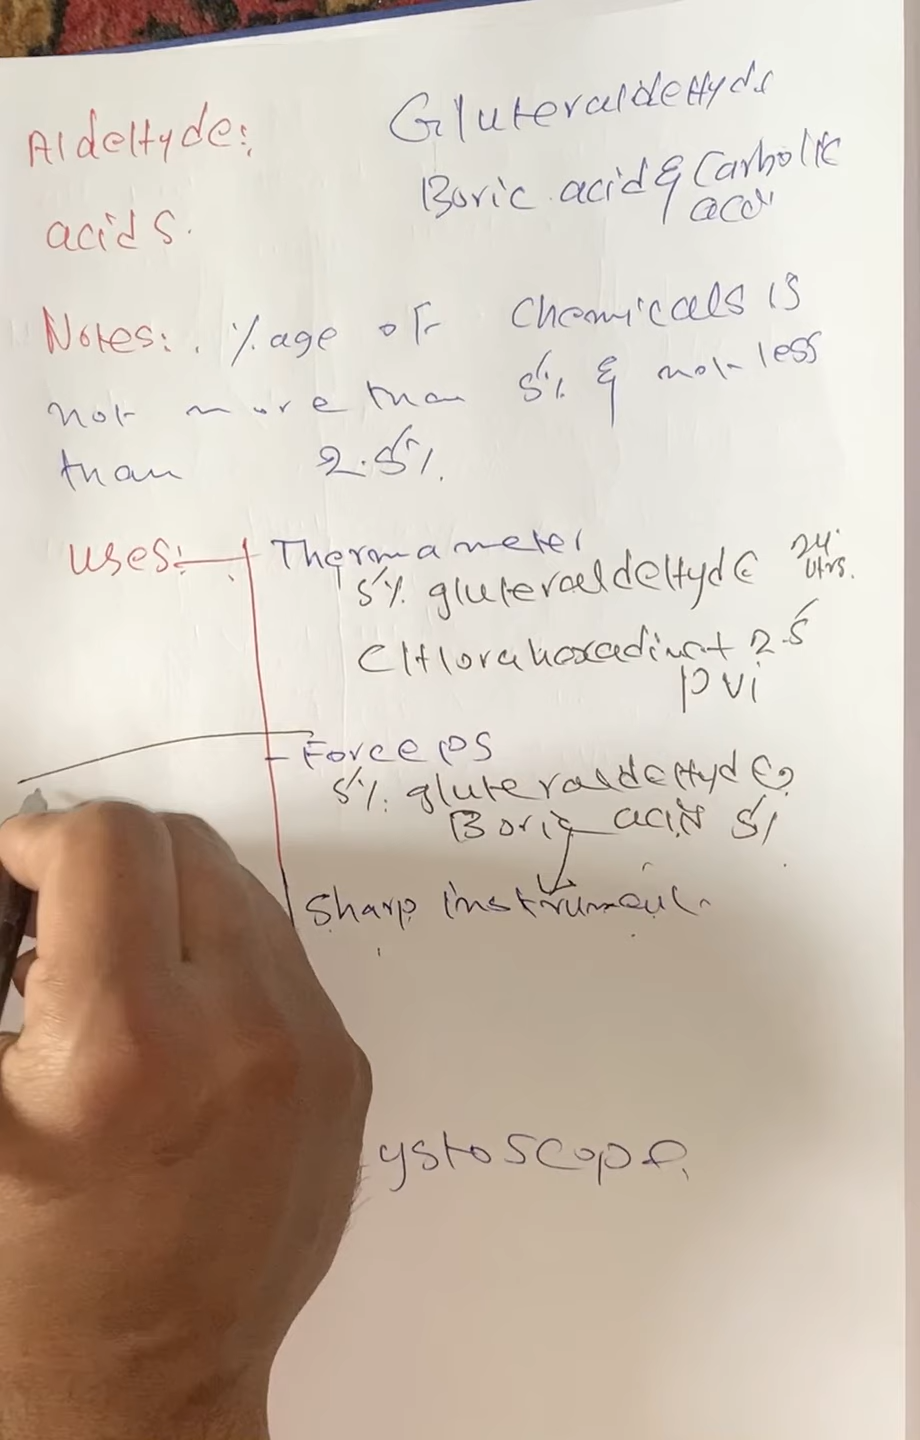 Aldehyde: Gluteraldehyde
acids. Boric acid & Carbolic
acid
Notes: . %age of Chemicals is
not more than 5% & not less
than 2.5%
uses: Thermameter
5% gluteraeldehyde 24
Hrs.
2.5
PVI
Forceps
5% gluteraldehyde
Boric acid 5%
Sharp instrument
ystoscope